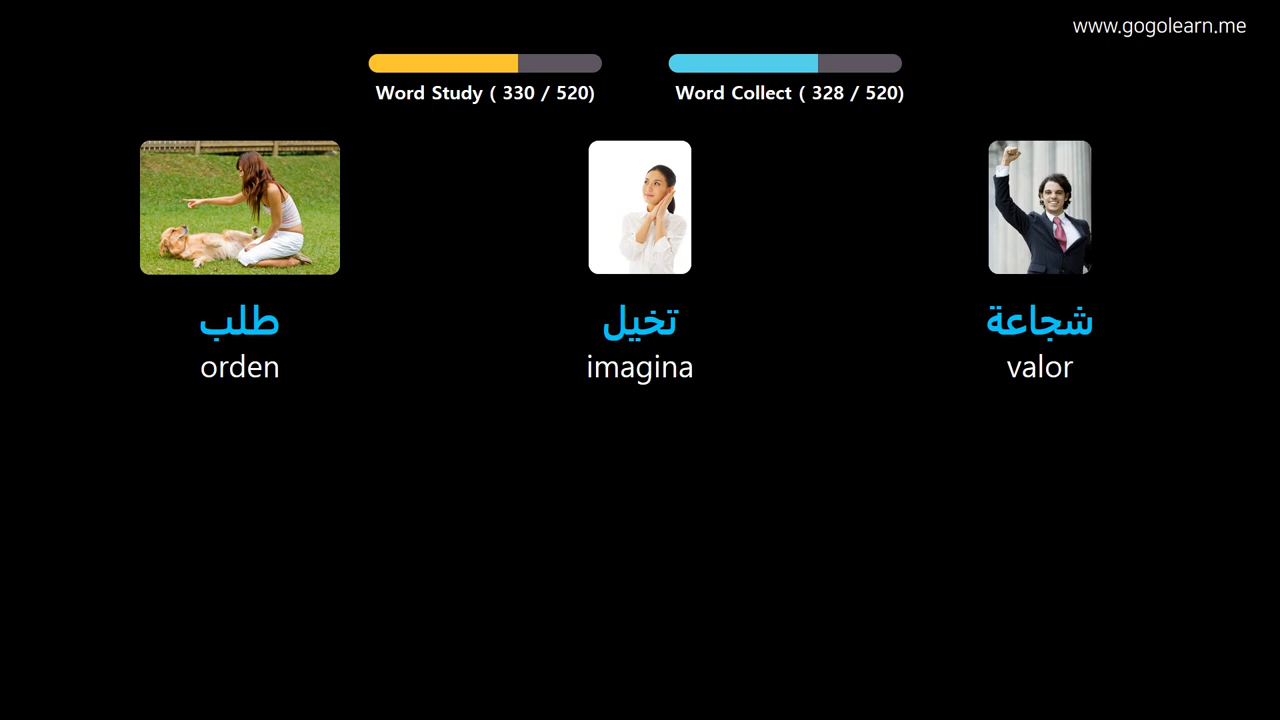 www.gogolearn.me
Word Study ( 330 / 520)
Word Collect ( 328 / 520)
طلب
orden
تخيل
imagina
شجاعة
valor